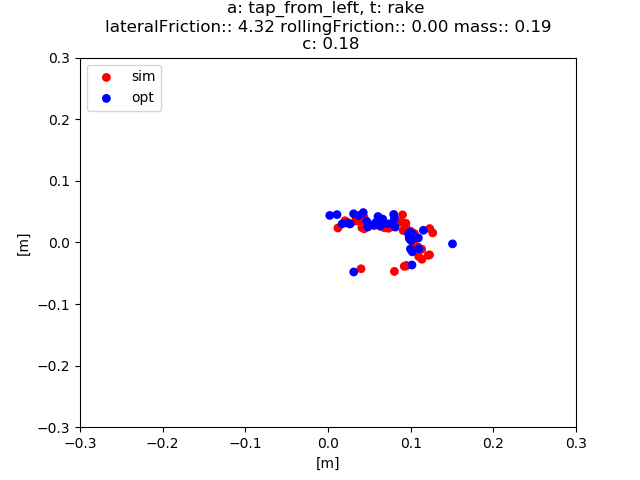 a: tap_from_left, t: rake
lateralFriction:: 4.32 rollingFriction:: 0.00 mass:: 0.19
c: 0.18
sim
opt
0.3
0.2
0.1
0.0
−0.1
−0.2
−0.3
[m]
−0.3 −0.2 −0.1 0.0 0.1 0.2 0.3
[m]